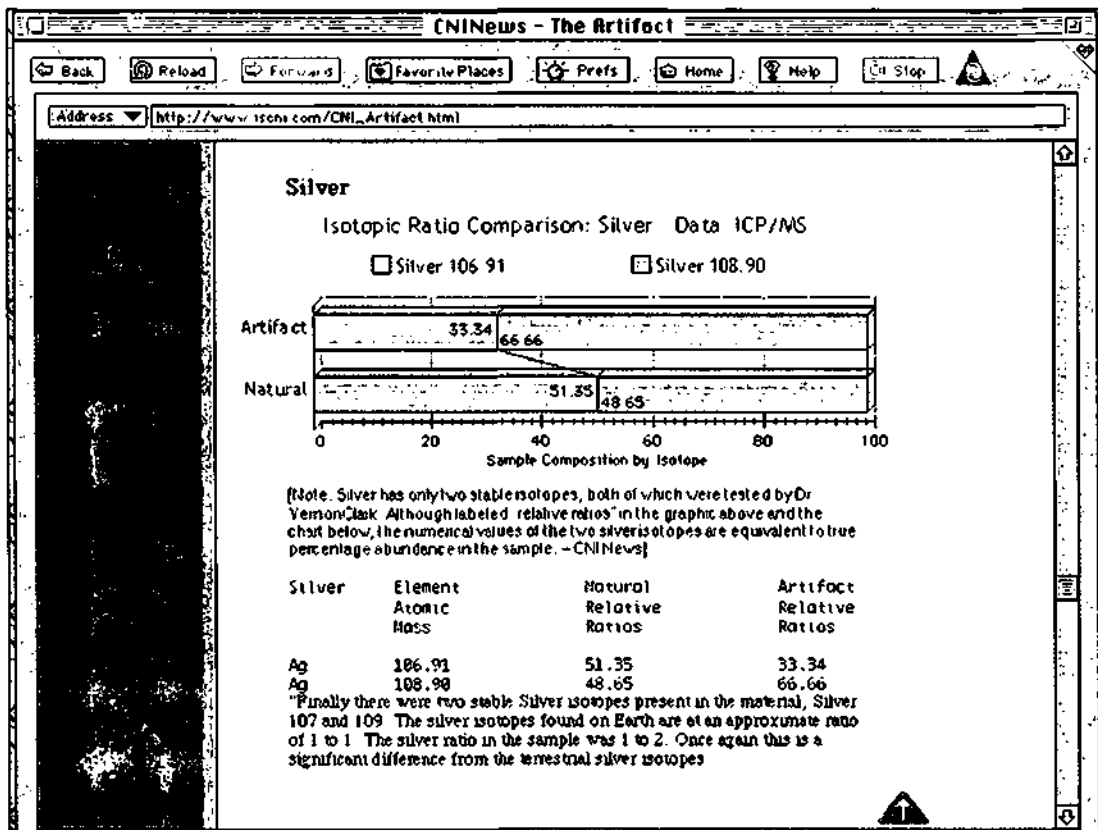 CNINews - The Artifact
Back Reload Forward Favorite Places Prefs Home Help Stop
Address http://www.iscni.com/CNI_Artifact.html
Silver
Isotopic Ratio Comparison: Silver Data ICP/MS
Silver 106 91 Silver 108.90
Artifact 33.34 66 66
Natural 51.35 48 65
0 20 40 60 80 100
Sample Composition by Isotope
[Note. Silver has only two stable isotopes, both of which were tested by Dr
Vernon Clark. Although labeled relative ratios" in the graphic above and the
chart below, the numerical values of the two silver isotopes are equivalent to true
percentage abundance in the sample. - CNI News]
Silver Element Natural Artifact
Atomic Relative Relative
Mass Ratios Ratios
Ag 106.91 51.35 33.34
Ag 108.90 48.65 66.66
"Finally there were two stable Silver isotopes present in the material, Silver
107 and 109 The silver isotopes found on Earth are at an approximate ratio
of 1 to 1 The silver ratio in the sample was 1 to 2. Once again this is a
significant difference from the terrestrial silver isotopes